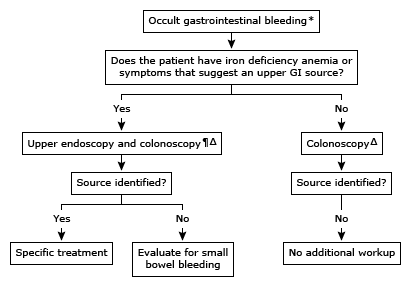 Occult gastrointestinal bleeding*
Does the patient have iron deficiency anemia or
symptoms that suggest an upper GI source?
Yes
No
Upper endoscopy and colonoscopy¶Δ
ColonoscopyΔ
Source identified?
Source identified?
Yes
No
No
Specific treatment
Evaluate for small
bowel bleeding
No additional workup